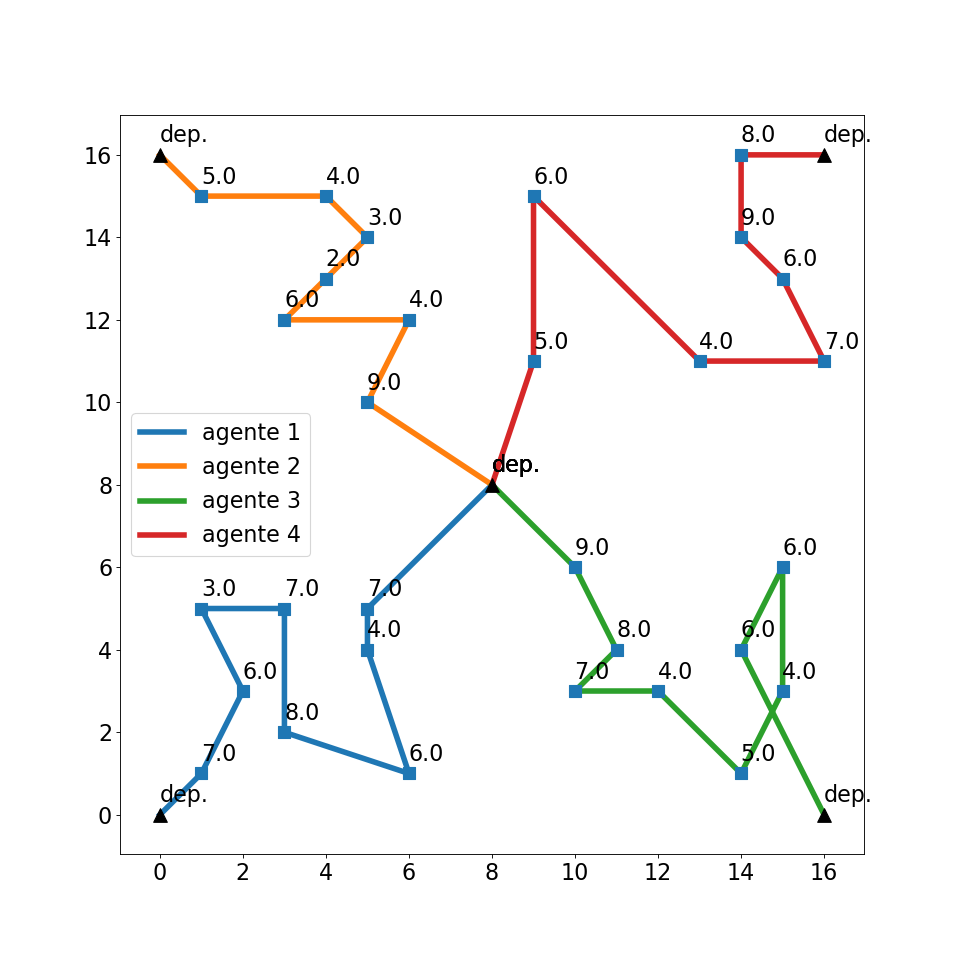 dep. 8.0 dep.
16
5.0 4.0 6.0
3.0 9.0
14
2.0 6.0
6.0 4.0
12
5.0 4.0 7.0
9.0
10
agente 1
agente 2
agente 3
agente 4
dep.
dep.
8
9.0 6.0
6
3.0 7.0 7.0
4.0 8.0 6.0
4
6.0 7.0 4.0 4.0
8.0
2
7.0 6.0 5.0
dep. dep.
0
0 2 4 6 8 10 12 14 16